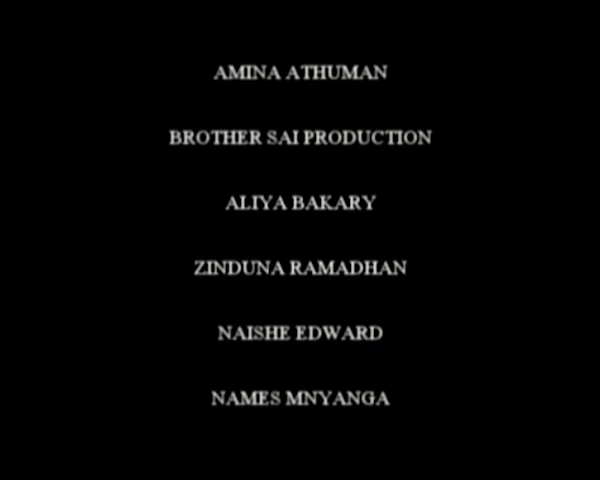 AMINA ATHUMAN
BROTHER SAI PRODUCTION
ALIYA BAKARY
ZINDUNA RAMADHAN
NAISHE EDWARD
NAMES MNYANGA